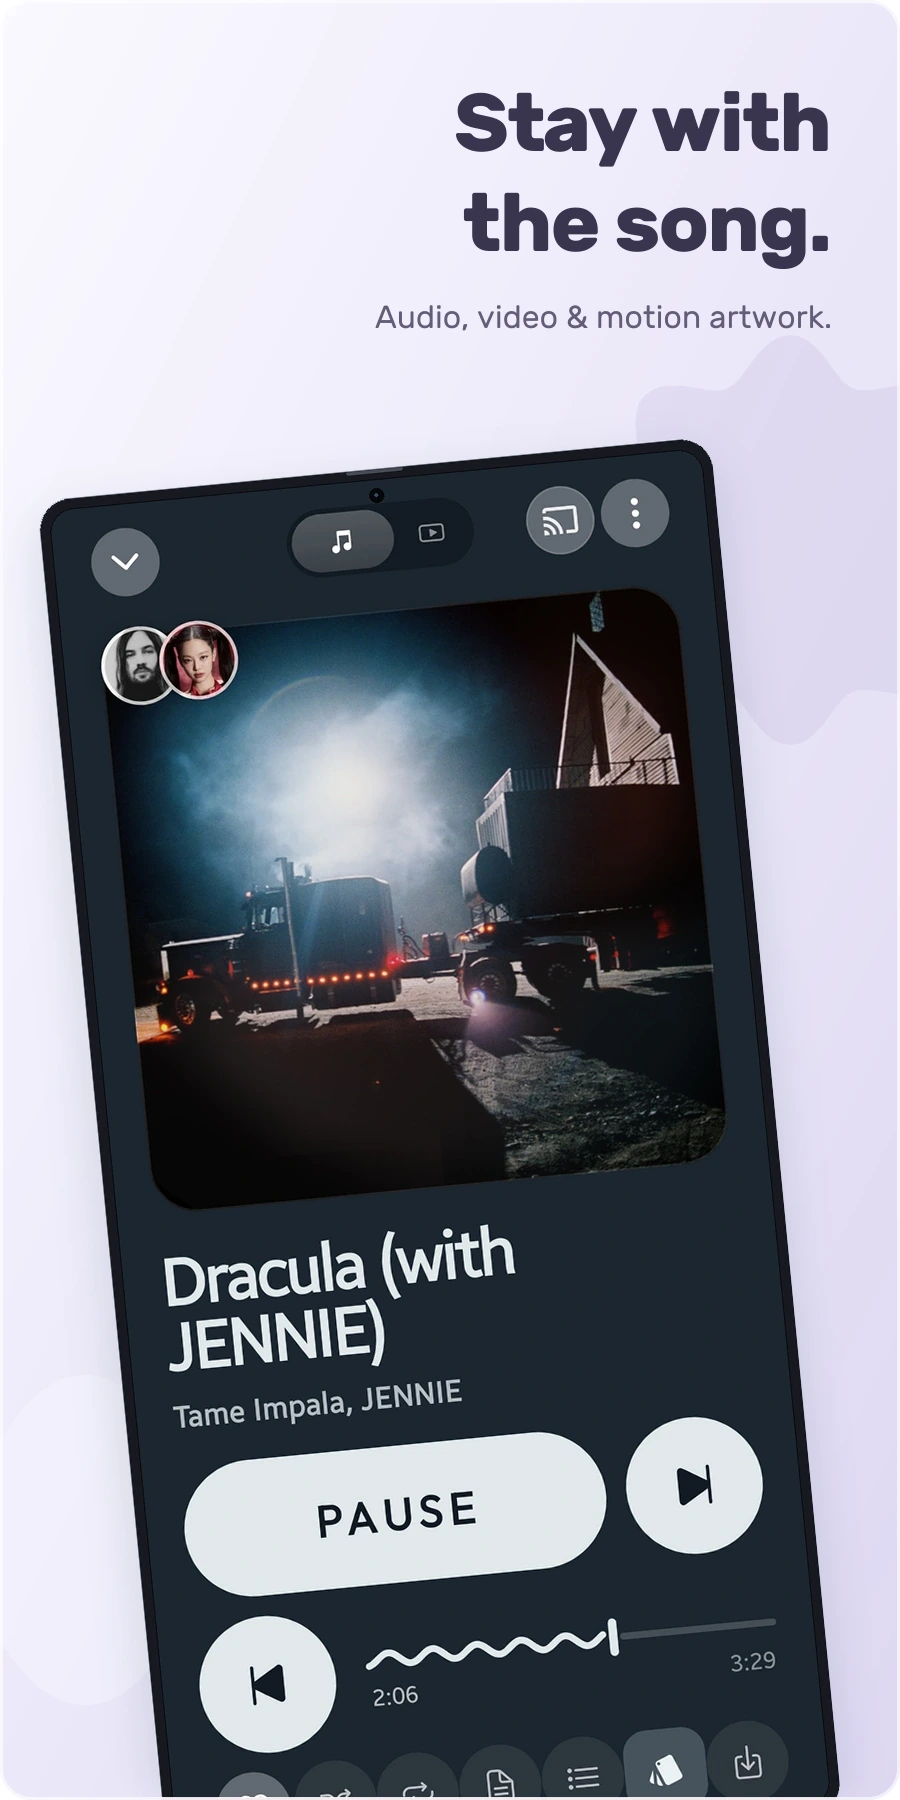 Stay with
the song.
Audio, video & motion artwork.
Dracula (with
JENNIE)
Tame Impala, JENNIE
PAUSE
2:06
3:29